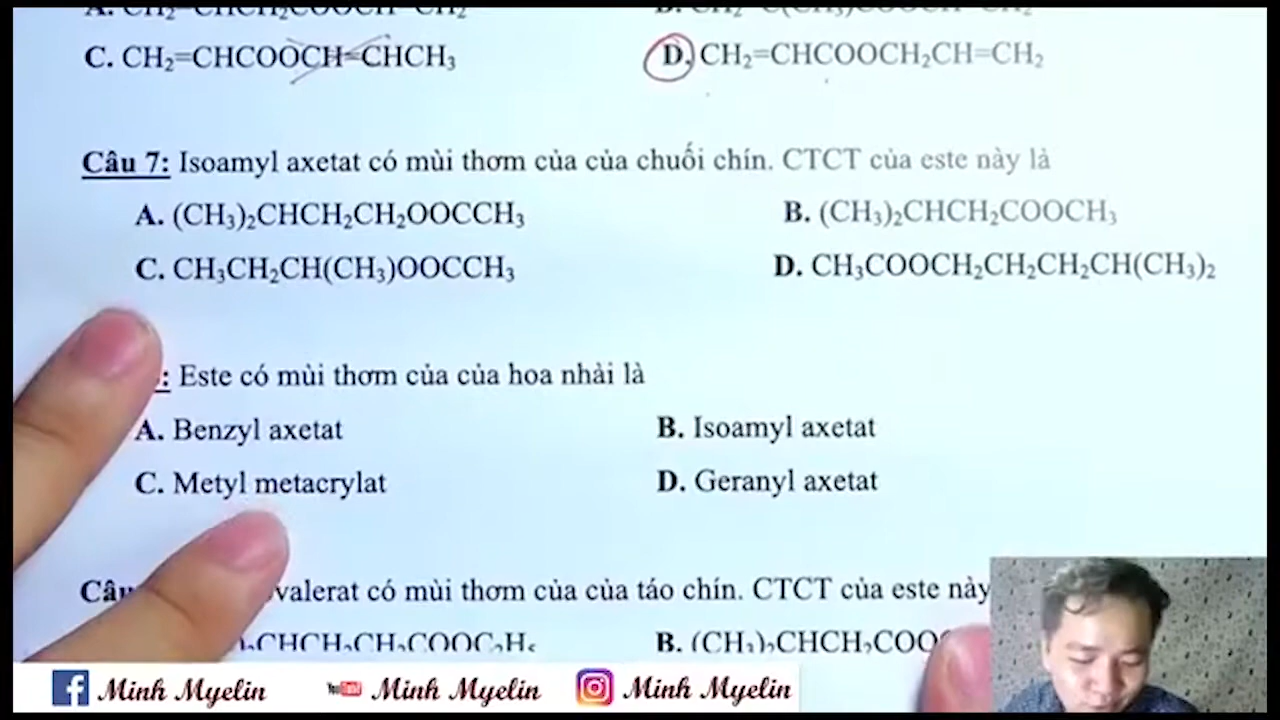 C. CH₂=CHCOOCH=CHCH₃ D. CH₂=CHCOOCH₂CH=CH₂
Câu 7: Isoamyl axetat có mùi thơm của của chuối chín. CTCT của este này là
A. (CH₃)₂CHCH₂CH₂OOCCH₃ B. (CH₃)₂CHCH₂COOCH₃
C. CH₃CH₂CH(CH₃)OOCCH₃ D. CH₃COOCH₂CH₂CH₂CH(CH₃)₂
: Este có mùi thơm của của hoa nhài là
A. Benzyl axetat B. Isoamyl axetat
C. Metyl metacrylat D. Geranyl axetat
valerat có mùi thơm của của táo chín. CTCT của este này
B. (CH₃)₂CHCH₂COO
Minh Myelin YouTube Minh Myelin Minh Myelin